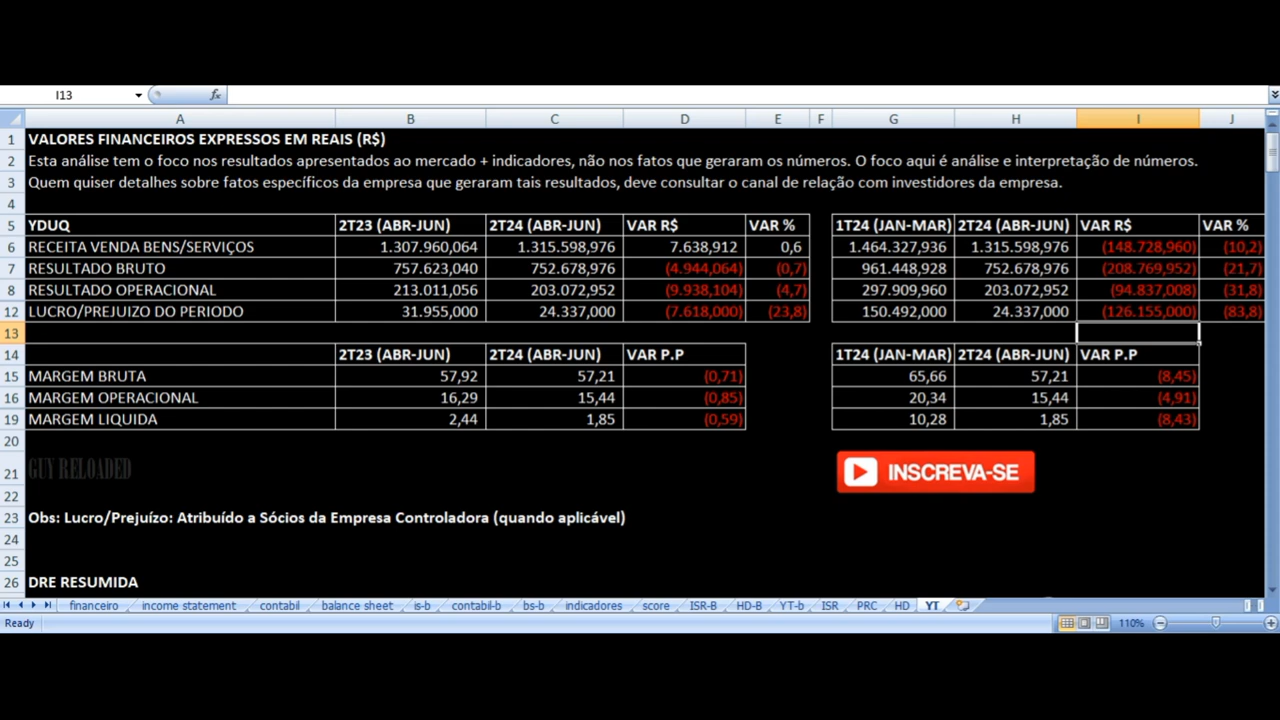 I13
fx
A B C D E F G H I J
1 VALORES FINANCEIROS EXPRESSOS EM REAIS (R$)
2 Esta análise tem o foco nos resultados apresentados ao mercado + indicadores, não nos fatos que geraram os números. O foco aqui é análise e interpretação de números.
3 Quem quiser detalhes sobre fatos específicos da empresa que geraram tais resultados, deve consultar o canal de relação com investidores da empresa.
4
5 YDUQ 2T23 (ABR-JUN) 2T24 (ABR-JUN) VAR R$ VAR % 1T24 (JAN-MAR) 2T24 (ABR-JUN) VAR R$ VAR %
6 RECEITA VENDA BENS/SERVIÇOS 1.307.960,064 1.315.598,976 7.638,912 0,6 1.464.327,936 1.315.598,976 (148.728,960) (10,2)
7 RESULTADO BRUTO 757.623,040 752.678,976 (4.944,064) (0,7) 961.448,928 752.678,976 (208.769,952) (21,7)
8 RESULTADO OPERACIONAL 213.011,056 203.072,952 (9.938,104) (4,7) 297.909,960 203.072,952 (94.837,008) (31,8)
12 LUCRO/PREJUIZO DO PERIODO 31.955,000 24.337,000 (7.618,000) (23,8) 150.492,000 24.337,000 (126.155,000) (83,8)
13
14 2T23 (ABR-JUN) 2T24 (ABR-JUN) VAR P.P 1T24 (JAN-MAR) 2T24 (ABR-JUN) VAR P.P
15 MARGEM BRUTA 57,92 57,21 (0,71) 65,66 57,21 (8,45)
16 MARGEM OPERACIONAL 16,29 15,44 (0,85) 20,34 15,44 (4,91)
19 MARGEM LIQUIDA 2,44 1,85 (0,59) 10,28 1,85 (8,43)
20
21 GUY RELOADED INSCREVA-SE
22
23 Obs: Lucro/Prejuízo: Atribuído a Sócios da Empresa Controladora (quando aplicável)
24
25
26 DRE RESUMIDA
financeiro income statement contabil balance sheet is-b contabil-b bs-b indicadores score ISR-B HD-B YT-b ISR PRC HD YT
Ready 110%